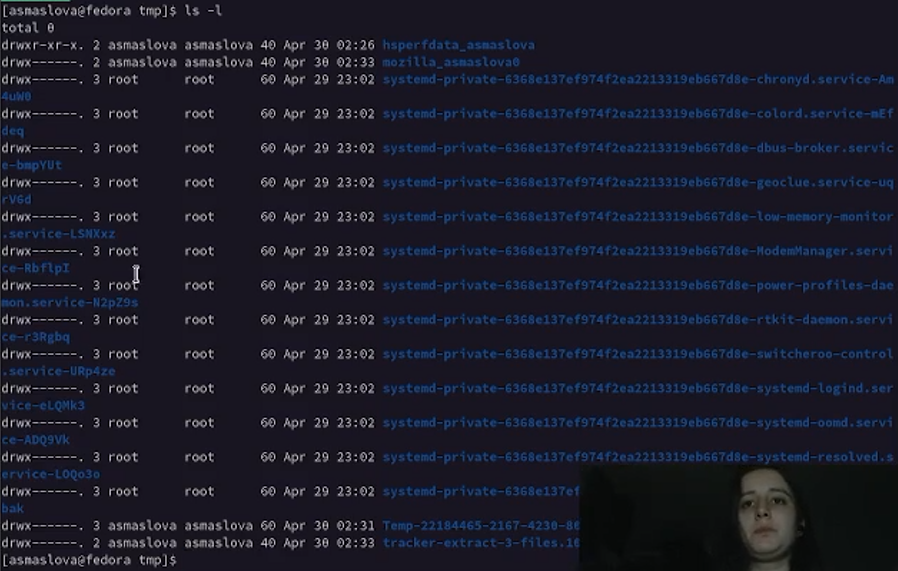 [asmaslova@fedora tmp]$ ls -l
total 0
drwxr-xr-x. 2 asmaslova asmaslova 40 Apr 30 02:26 hsperfdata_asmaslova
drwx------. 2 asmaslova asmaslova 40 Apr 30 02:33 mozilla_asmaslova0
drwx------. 3 root      root      60 Apr 29 23:02 systemd-private-6368e137ef974f2ea2213319eb667d8e-chronyd.service-Am
4uW0
drwx------. 3 root      root      60 Apr 29 23:02 systemd-private-6368e137ef974f2ea2213319eb667d8e-colord.service-mEf
deq
drwx------. 3 root      root      60 Apr 29 23:02 systemd-private-6368e137ef974f2ea2213319eb667d8e-dbus-broker.servic
e-bmpYUt
drwx------. 3 root      root      60 Apr 29 23:02 systemd-private-6368e137ef974f2ea2213319eb667d8e-geoclue.service-uq
rV6d
drwx------. 3 root      root      60 Apr 29 23:02 systemd-private-6368e137ef974f2ea2213319eb667d8e-low-memory-monitor
.service-LSNXxz
drwx------. 3 root      root      60 Apr 29 23:02 systemd-private-6368e137ef974f2ea2213319eb667d8e-ModemManager.servi
ce-RbflpI
drwx------. 3 root      root      60 Apr 29 23:02 systemd-private-6368e137ef974f2ea2213319eb667d8e-power-profiles-dae
mon.service-N2pZ9s
drwx------. 3 root      root      60 Apr 29 23:02 systemd-private-6368e137ef974f2ea2213319eb667d8e-rtkit-daemon.servi
ce-r3Rgbq
drwx------. 3 root      root      60 Apr 29 23:02 systemd-private-6368e137ef974f2ea2213319eb667d8e-switcheroo-control
.service-URp4ze
drwx------. 3 root      root      60 Apr 29 23:02 systemd-private-6368e137ef974f2ea2213319eb667d8e-systemd-logind.ser
vice-eLQMk3
drwx------. 3 root      root      60 Apr 29 23:02 systemd-private-6368e137ef974f2ea2213319eb667d8e-systemd-oomd.servi
ce-ADQ9Vk
drwx------. 3 root      root      60 Apr 29 23:02 systemd-private-6368e137ef974f2ea2213319eb667d8e-systemd-resolved.s
ervice-LOQo3o
drwx------. 3 root      root      60 Apr 29 23:02 systemd-private-6368e137ef
bak
drwx------. 3 asmaslova asmaslova 60 Apr 30 02:31 Temp-22184465-2167-4230-80
drwx------. 2 asmaslova asmaslova 40 Apr 30 02:33 tracker-extract-3-files.10
[asmaslova@fedora tmp]$